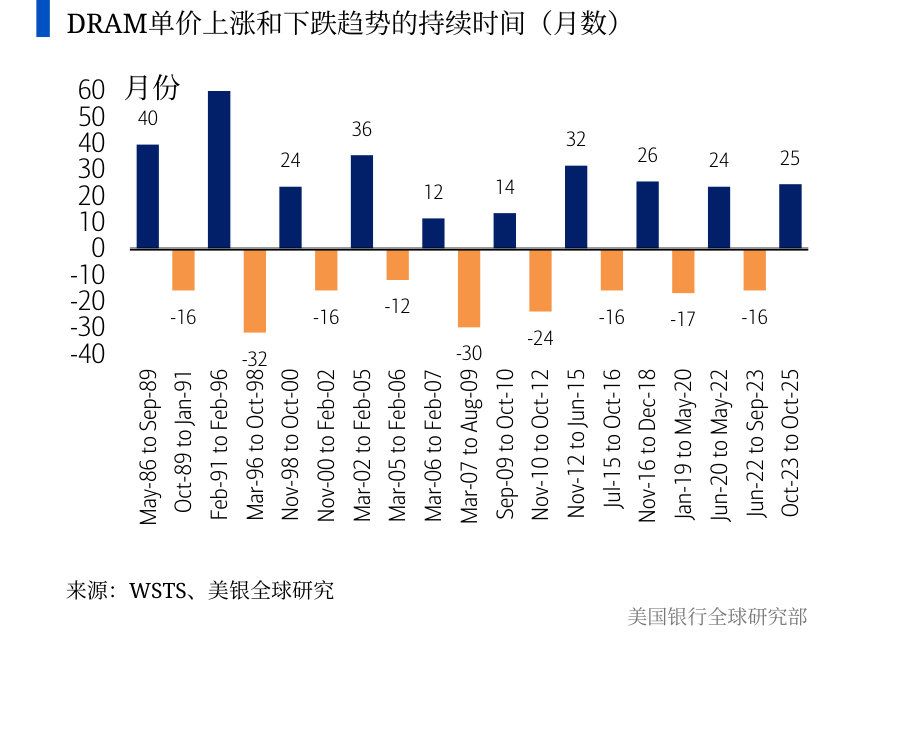 DRAM单价上涨和下跌趋势的持续时间（月数）
月份
60
50
40
30
20
10
0
-10
-20
-30
-40
40
-16
-32
24
-16
36
-12
12
-30
14
-24
32
-16
26
-17
24
-16
25
May-86 to Sep-89
Oct-89 to Jan-91
Feb-91 to Feb-96
Mar-96 to Oct-98
Nov-98 to Oct-00
Nov-00 to Feb-02
Mar-02 to Feb-05
Mar-05 to Feb-06
Mar-06 to Feb-07
Mar-07 to Aug-09
Sep-09 to Oct-10
Nov-10 to Oct-12
Nov-12 to Jun-15
Jul-15 to Oct-16
Nov-16 to Dec-18
Jan-19 to May-20
Jun-20 to May-22
Jun-22 to Sep-23
Oct-23 to Oct-25
来源：WSTS、美银全球研究
美国银行全球研究部